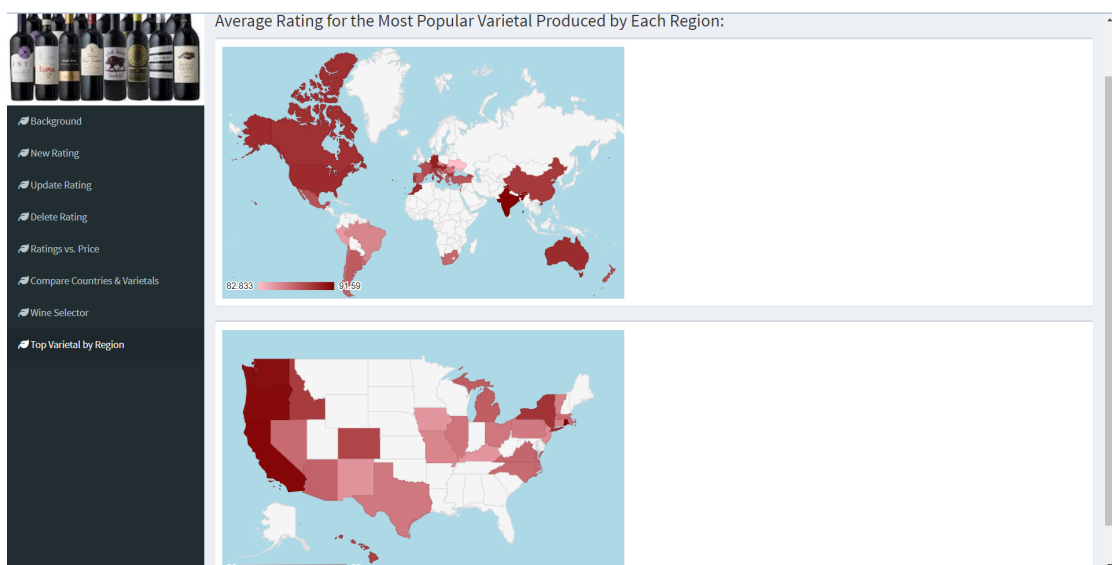 Average Rating for the Most Popular Varietal Produced by Each Region:
Background
New Rating
Update Rating
Delete Rating
Ratings vs. Price
Compare Countries & Varietals
Wine Selector
Top Varietal by Region
82.833
91.59